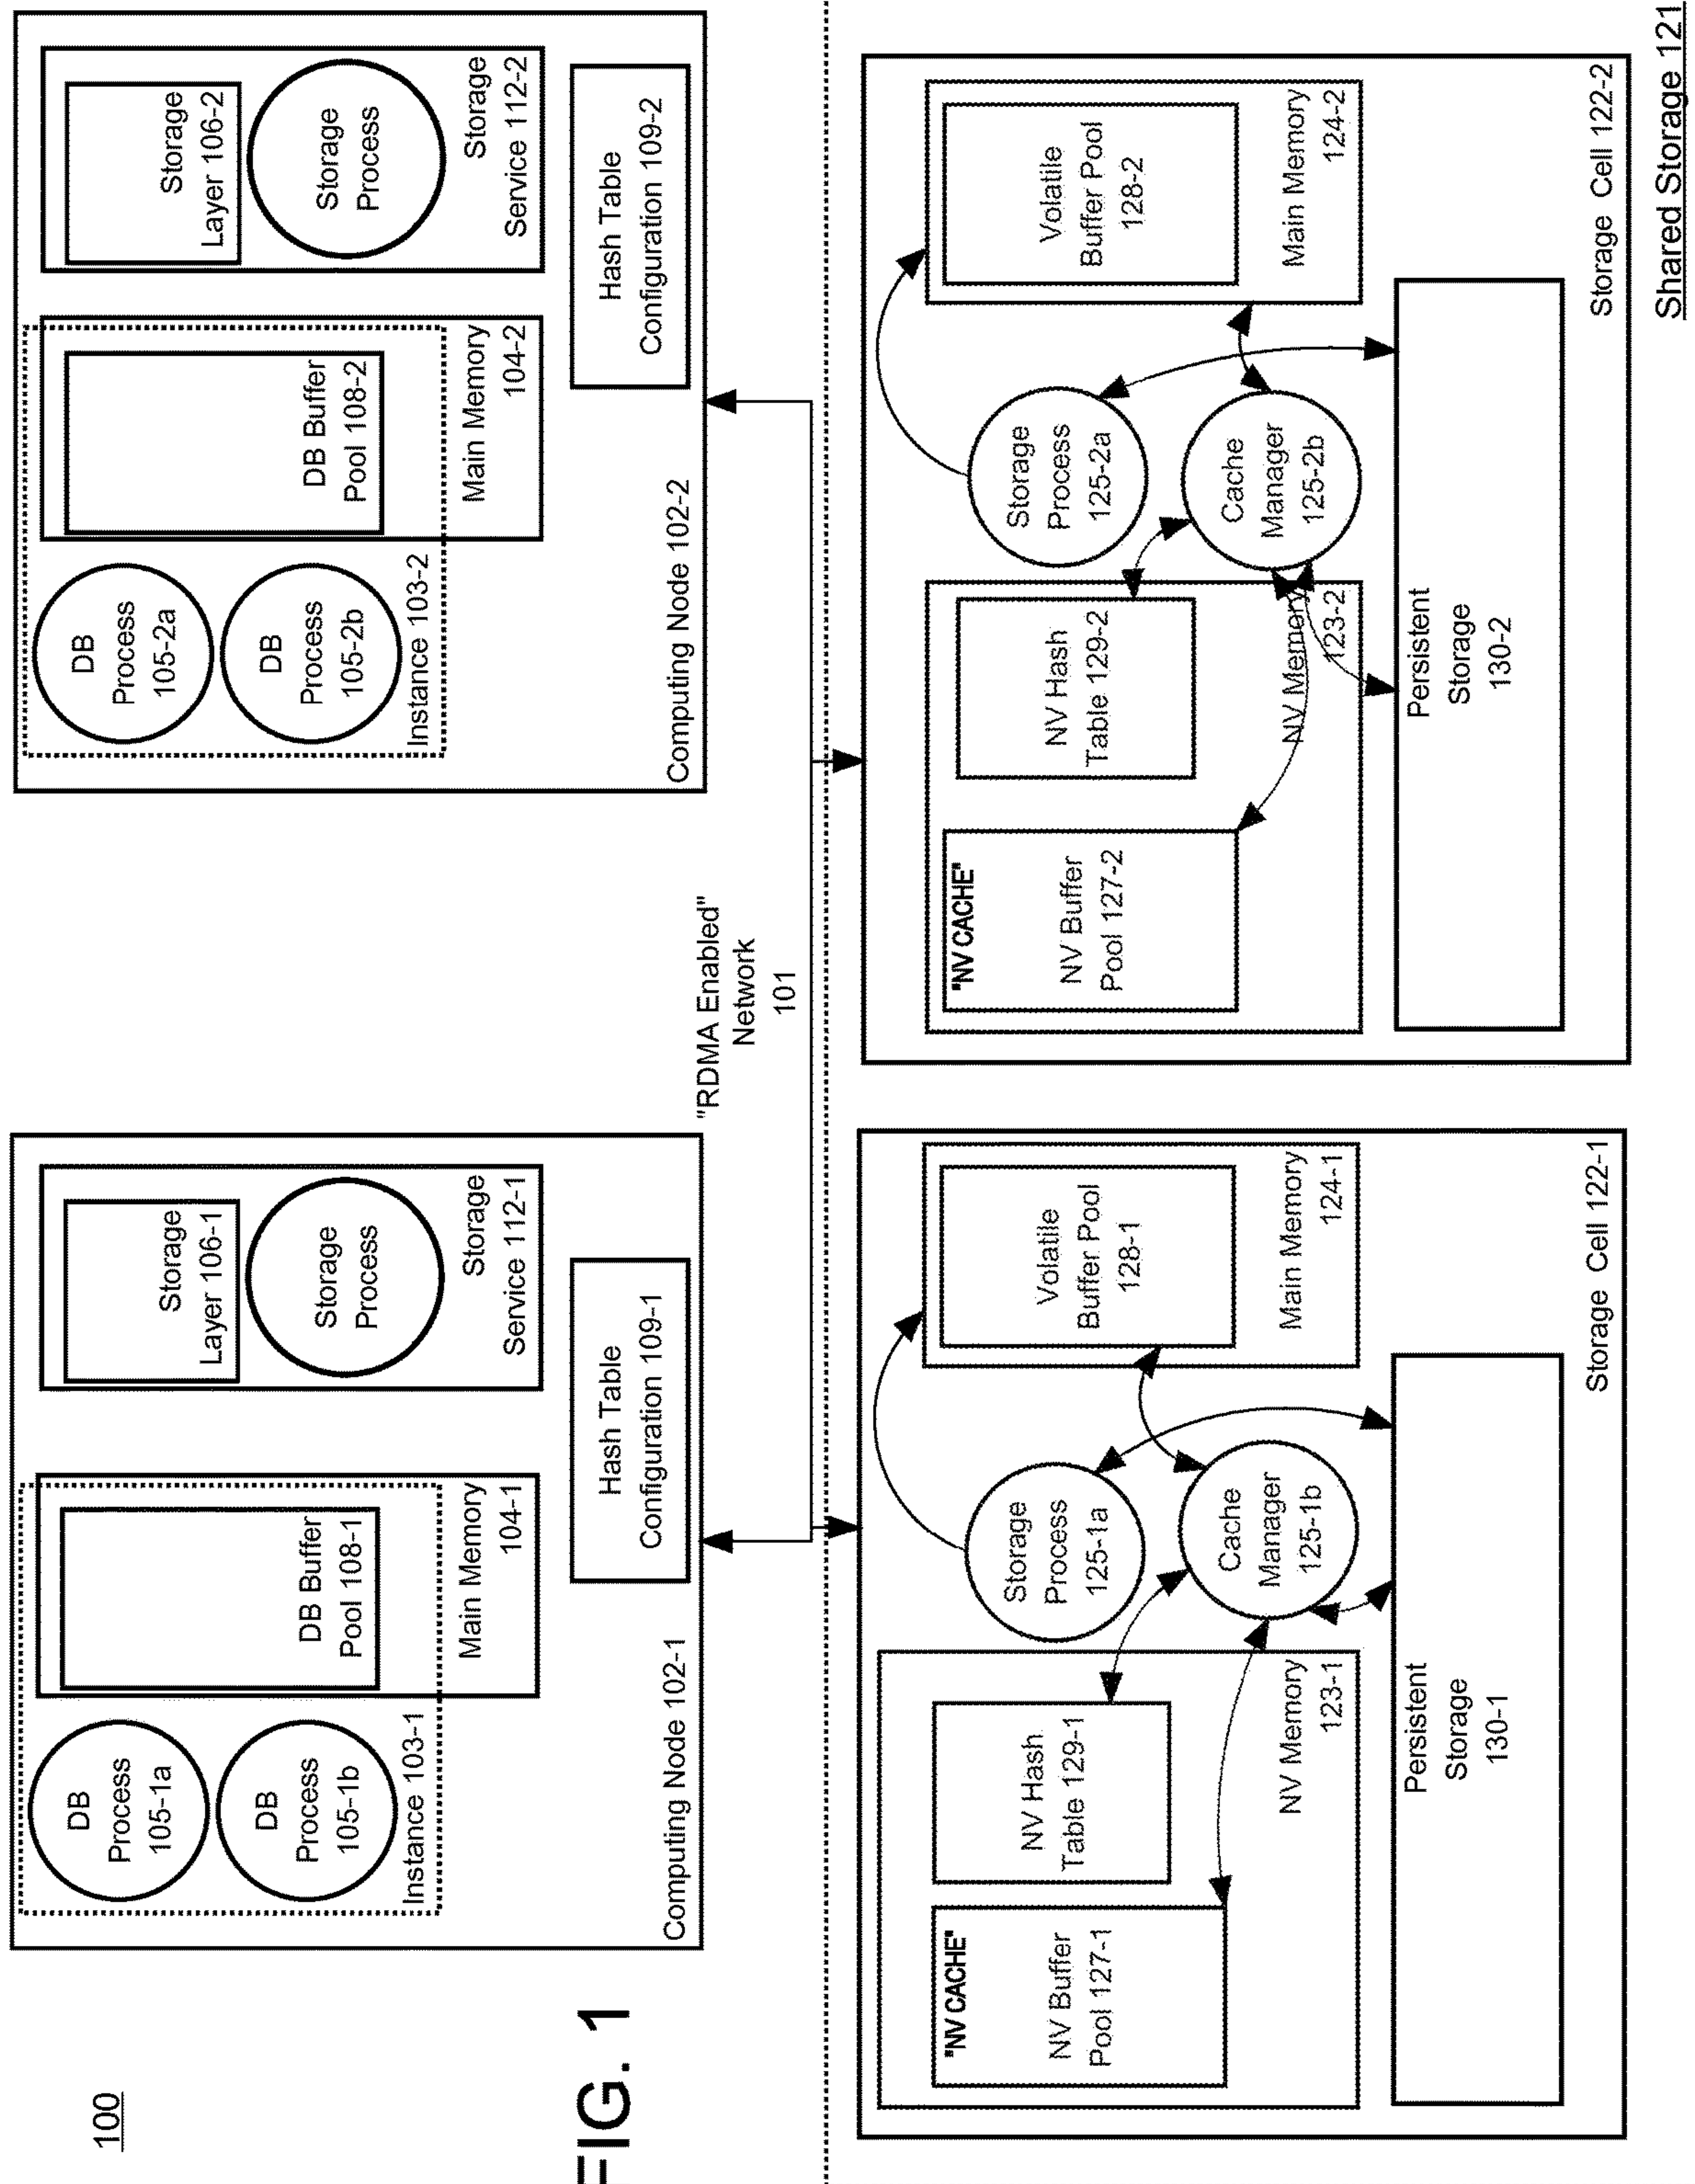 100
FIG. 1
DB
Process
105-1a
DB
Process
105-1b
Instance 103-1
DB Buffer
Pool 108-1
Main Memory
104-1
Storage
Layer 106-1
Storage
Process
Storage
Service 112-1
Hash Table
Configuration 109-1
Computing Node 102-1
DB
Process
105-2a
DB
Process
105-2b
Instance 103-2
DB Buffer
Pool 108-2
Main Memory
104-2
Storage
Layer 106-2
Storage
Process
Storage
Service 112-2
Hash Table
Configuration 109-2
Computing Node 102-2
"RDMA Enabled"
Network
101
"NV CACHE"
NV Buffer
Pool 127-1
NV Hash
Table 129-1
NV Memory
123-1
Storage
Process
125-1a
Cache
Manager
125-1b
Volatile
Buffer Pool
128-1
Main Memory
124-1
Persistent
Storage
130-1
Storage Cell 122-1
"NV CACHE"
NV Buffer
Pool 127-2
NV Hash
Table 129-2
NV Memory
123-2
Storage
Process
125-2a
Cache
Manager
125-2b
Volatile
Buffer Pool
128-2
Main Memory
124-2
Persistent
Storage
130-2
Storage Cell 122-2
Shared Storage 121